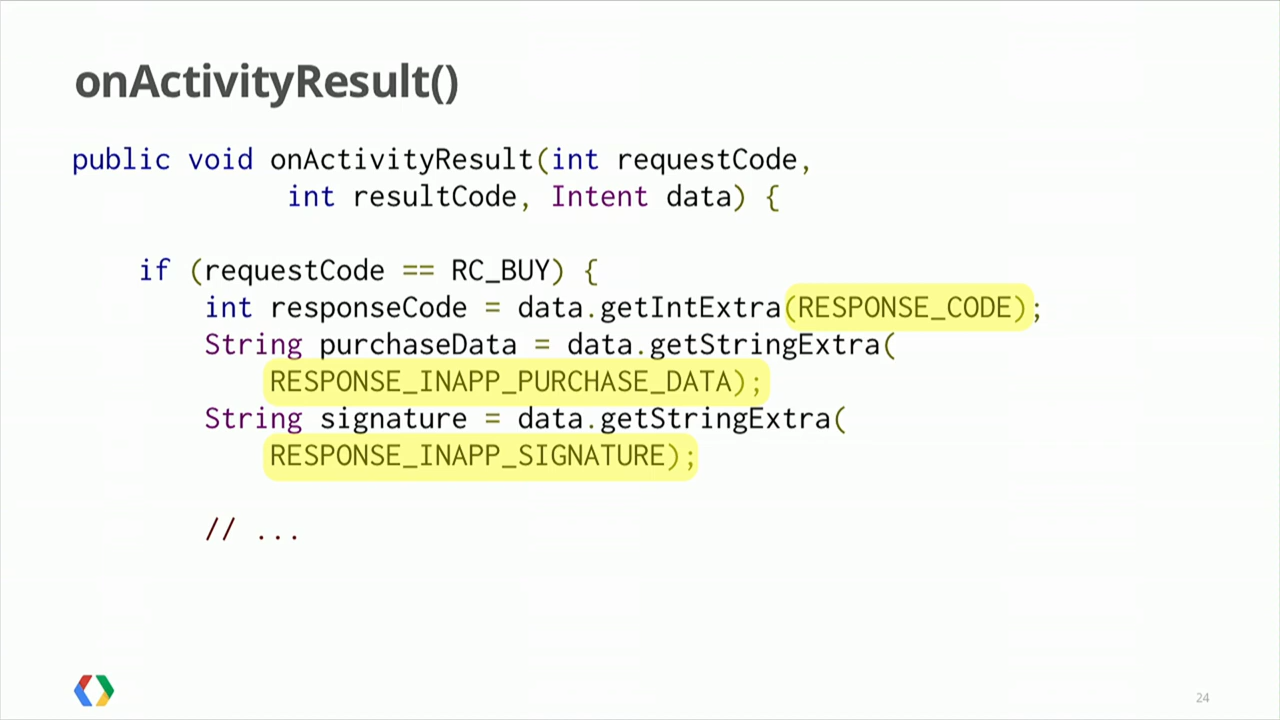 onActivityResult()
public void onActivityResult(int requestCode,
int resultCode, Intent data) {
if (requestCode == RC_BUY) {
int responseCode = data.getIntExtra(RESPONSE_CODE);
String purchaseData = data.getStringExtra(
RESPONSE_INAPP_PURCHASE_DATA);
String signature = data.getStringExtra(
RESPONSE_INAPP_SIGNATURE);
// ...
24